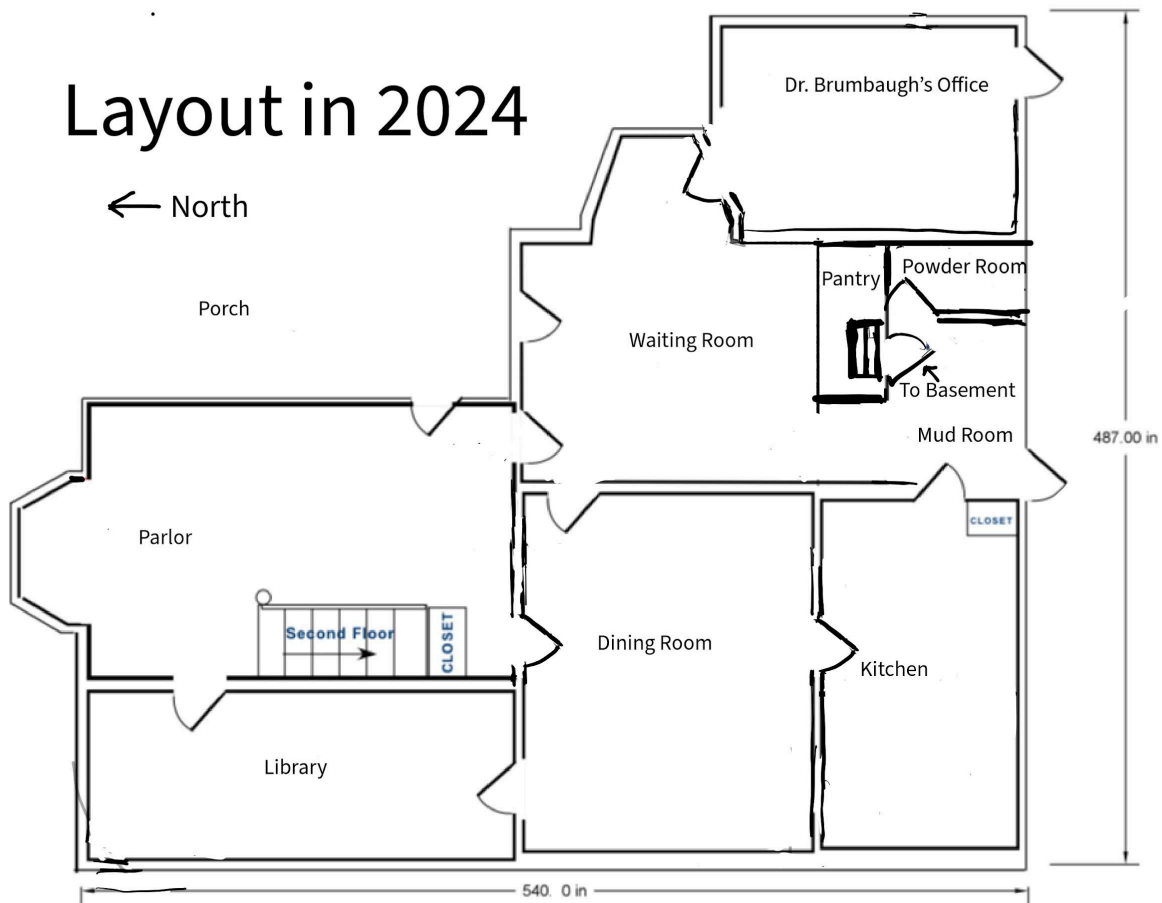 Layout in 2024
North
Porch
Dr. Brumbaugh's Office
Pantry
Powder Room
Waiting Room
To Basement
Mud Room
487.00 in
CLOSET
Parlor
Second Floor
CLOSET
Dining Room
Kitchen
Library
540. 0 in